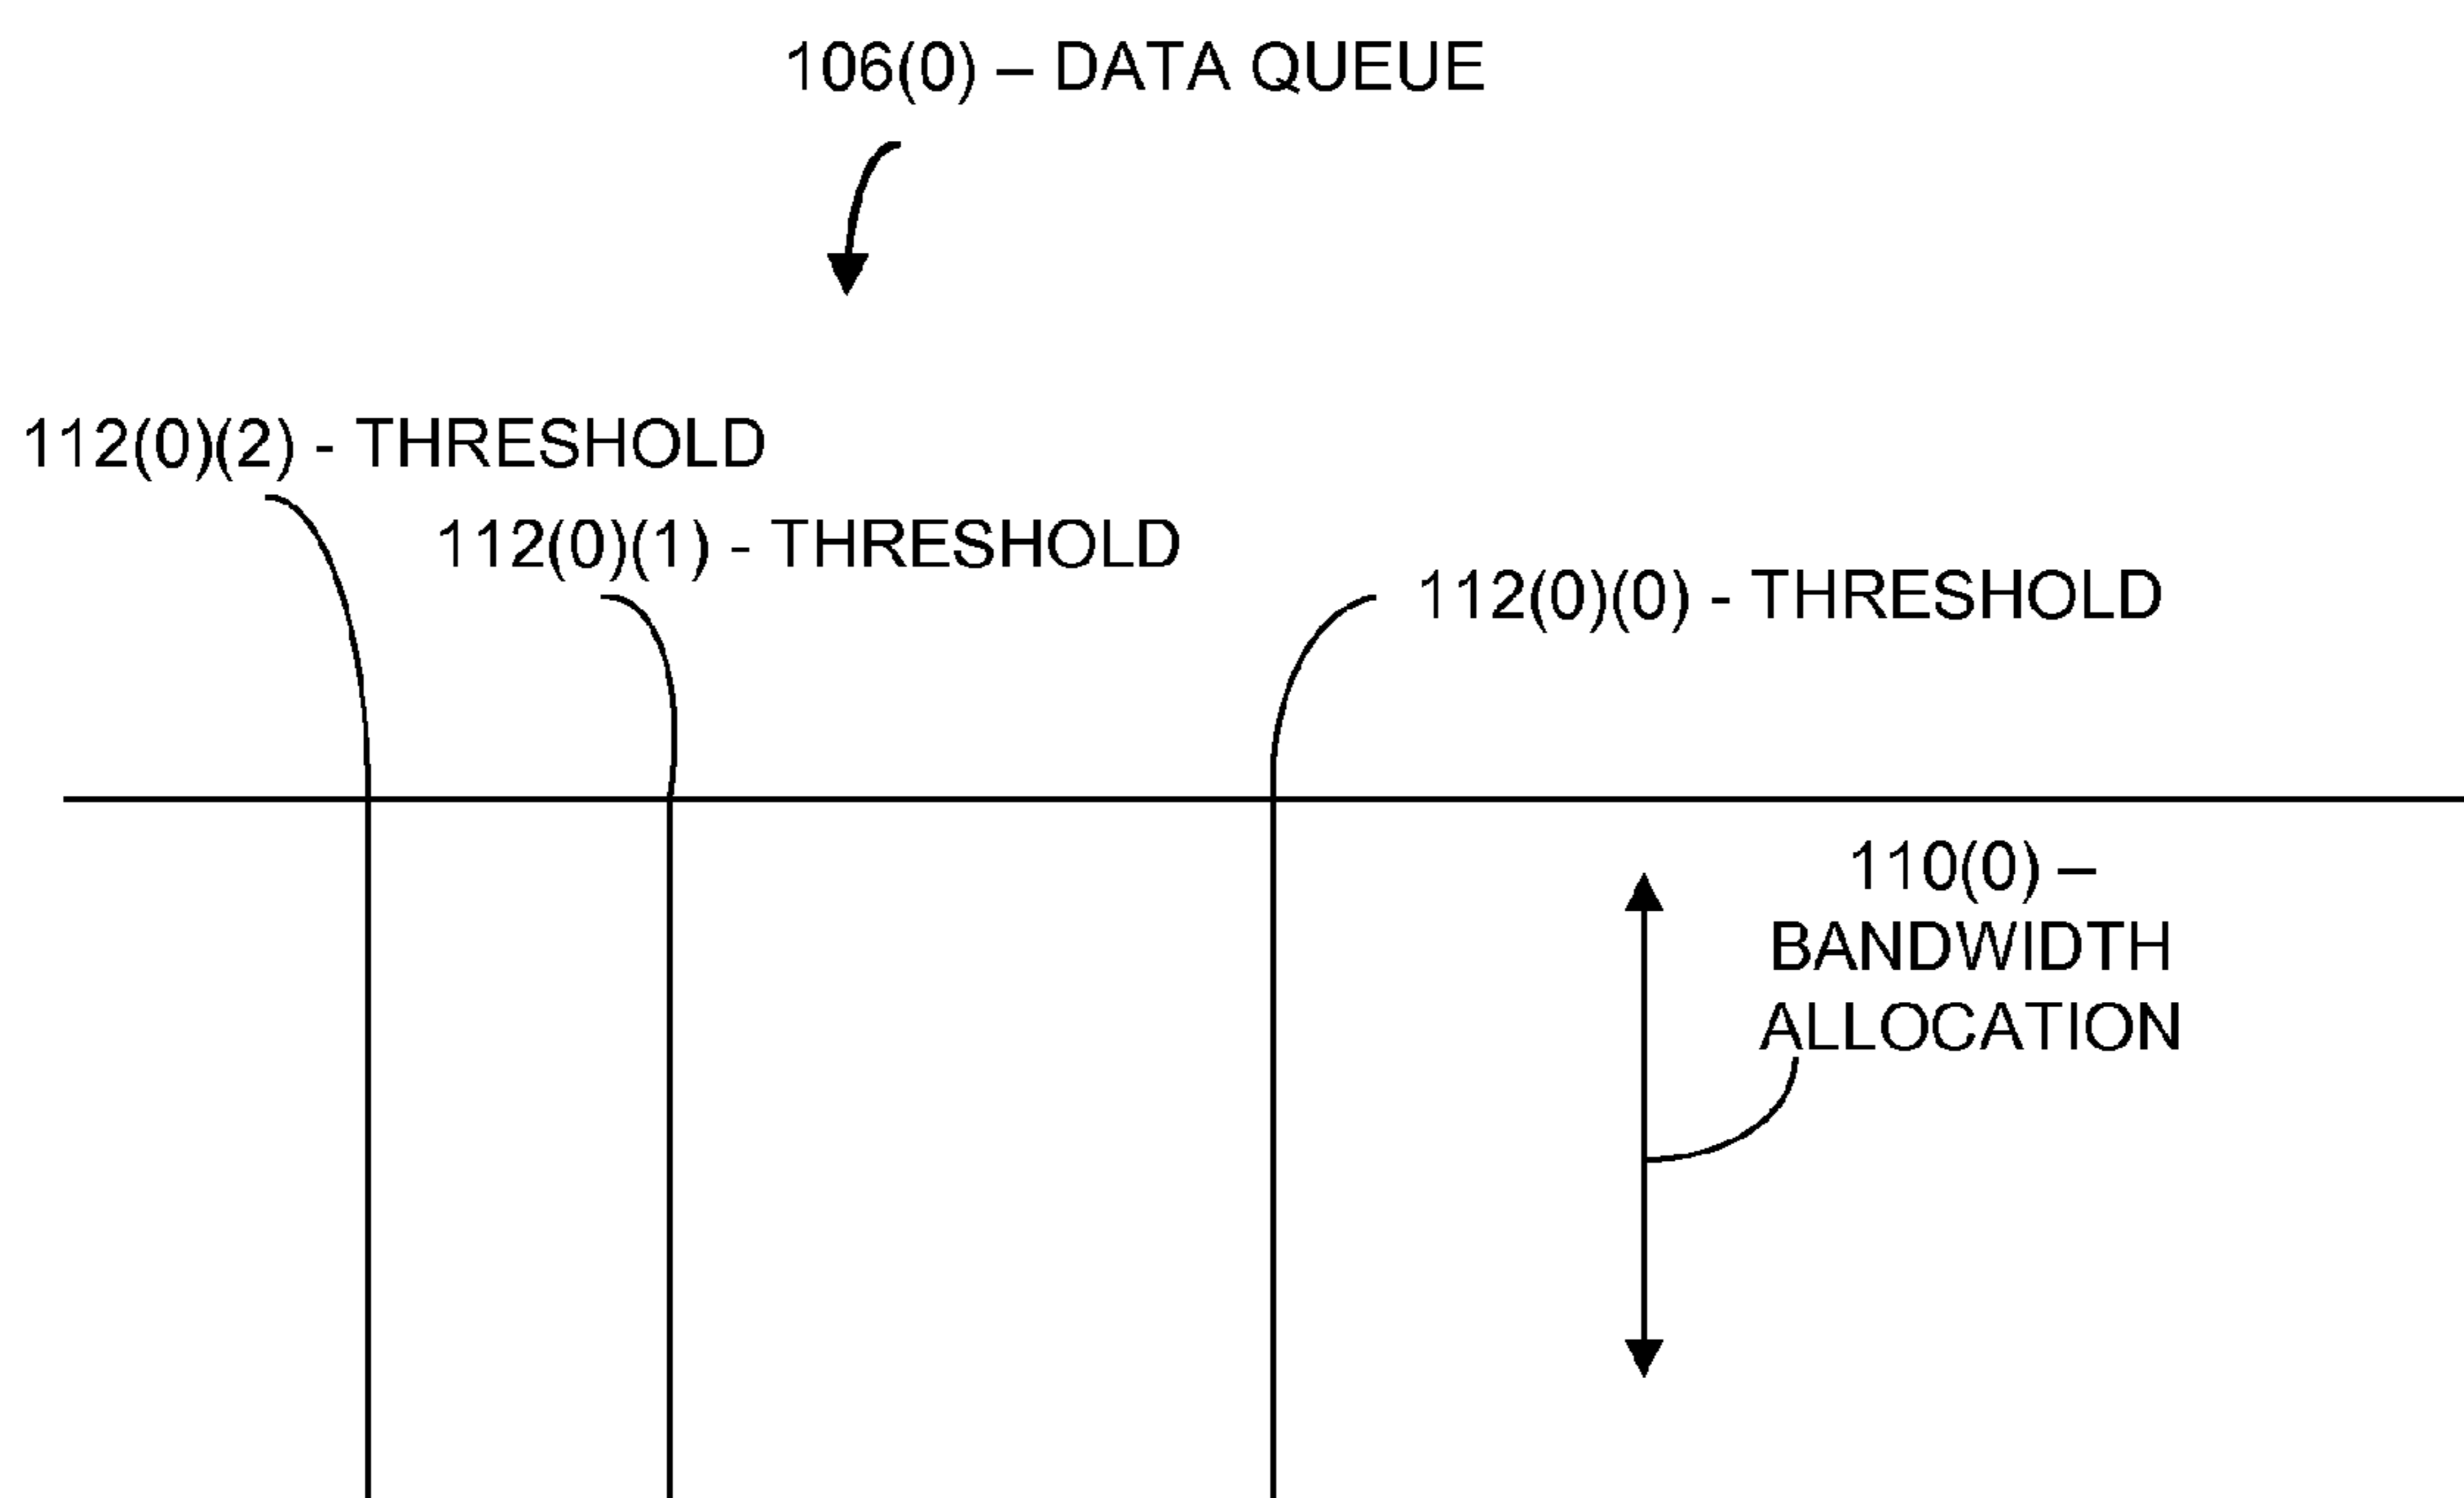 106(0) – DATA QUEUE
112(0)(2) - THRESHOLD
112(0)(1) - THRESHOLD
112(0)(0) - THRESHOLD
110(0) –
BANDWIDTH
ALLOCATION